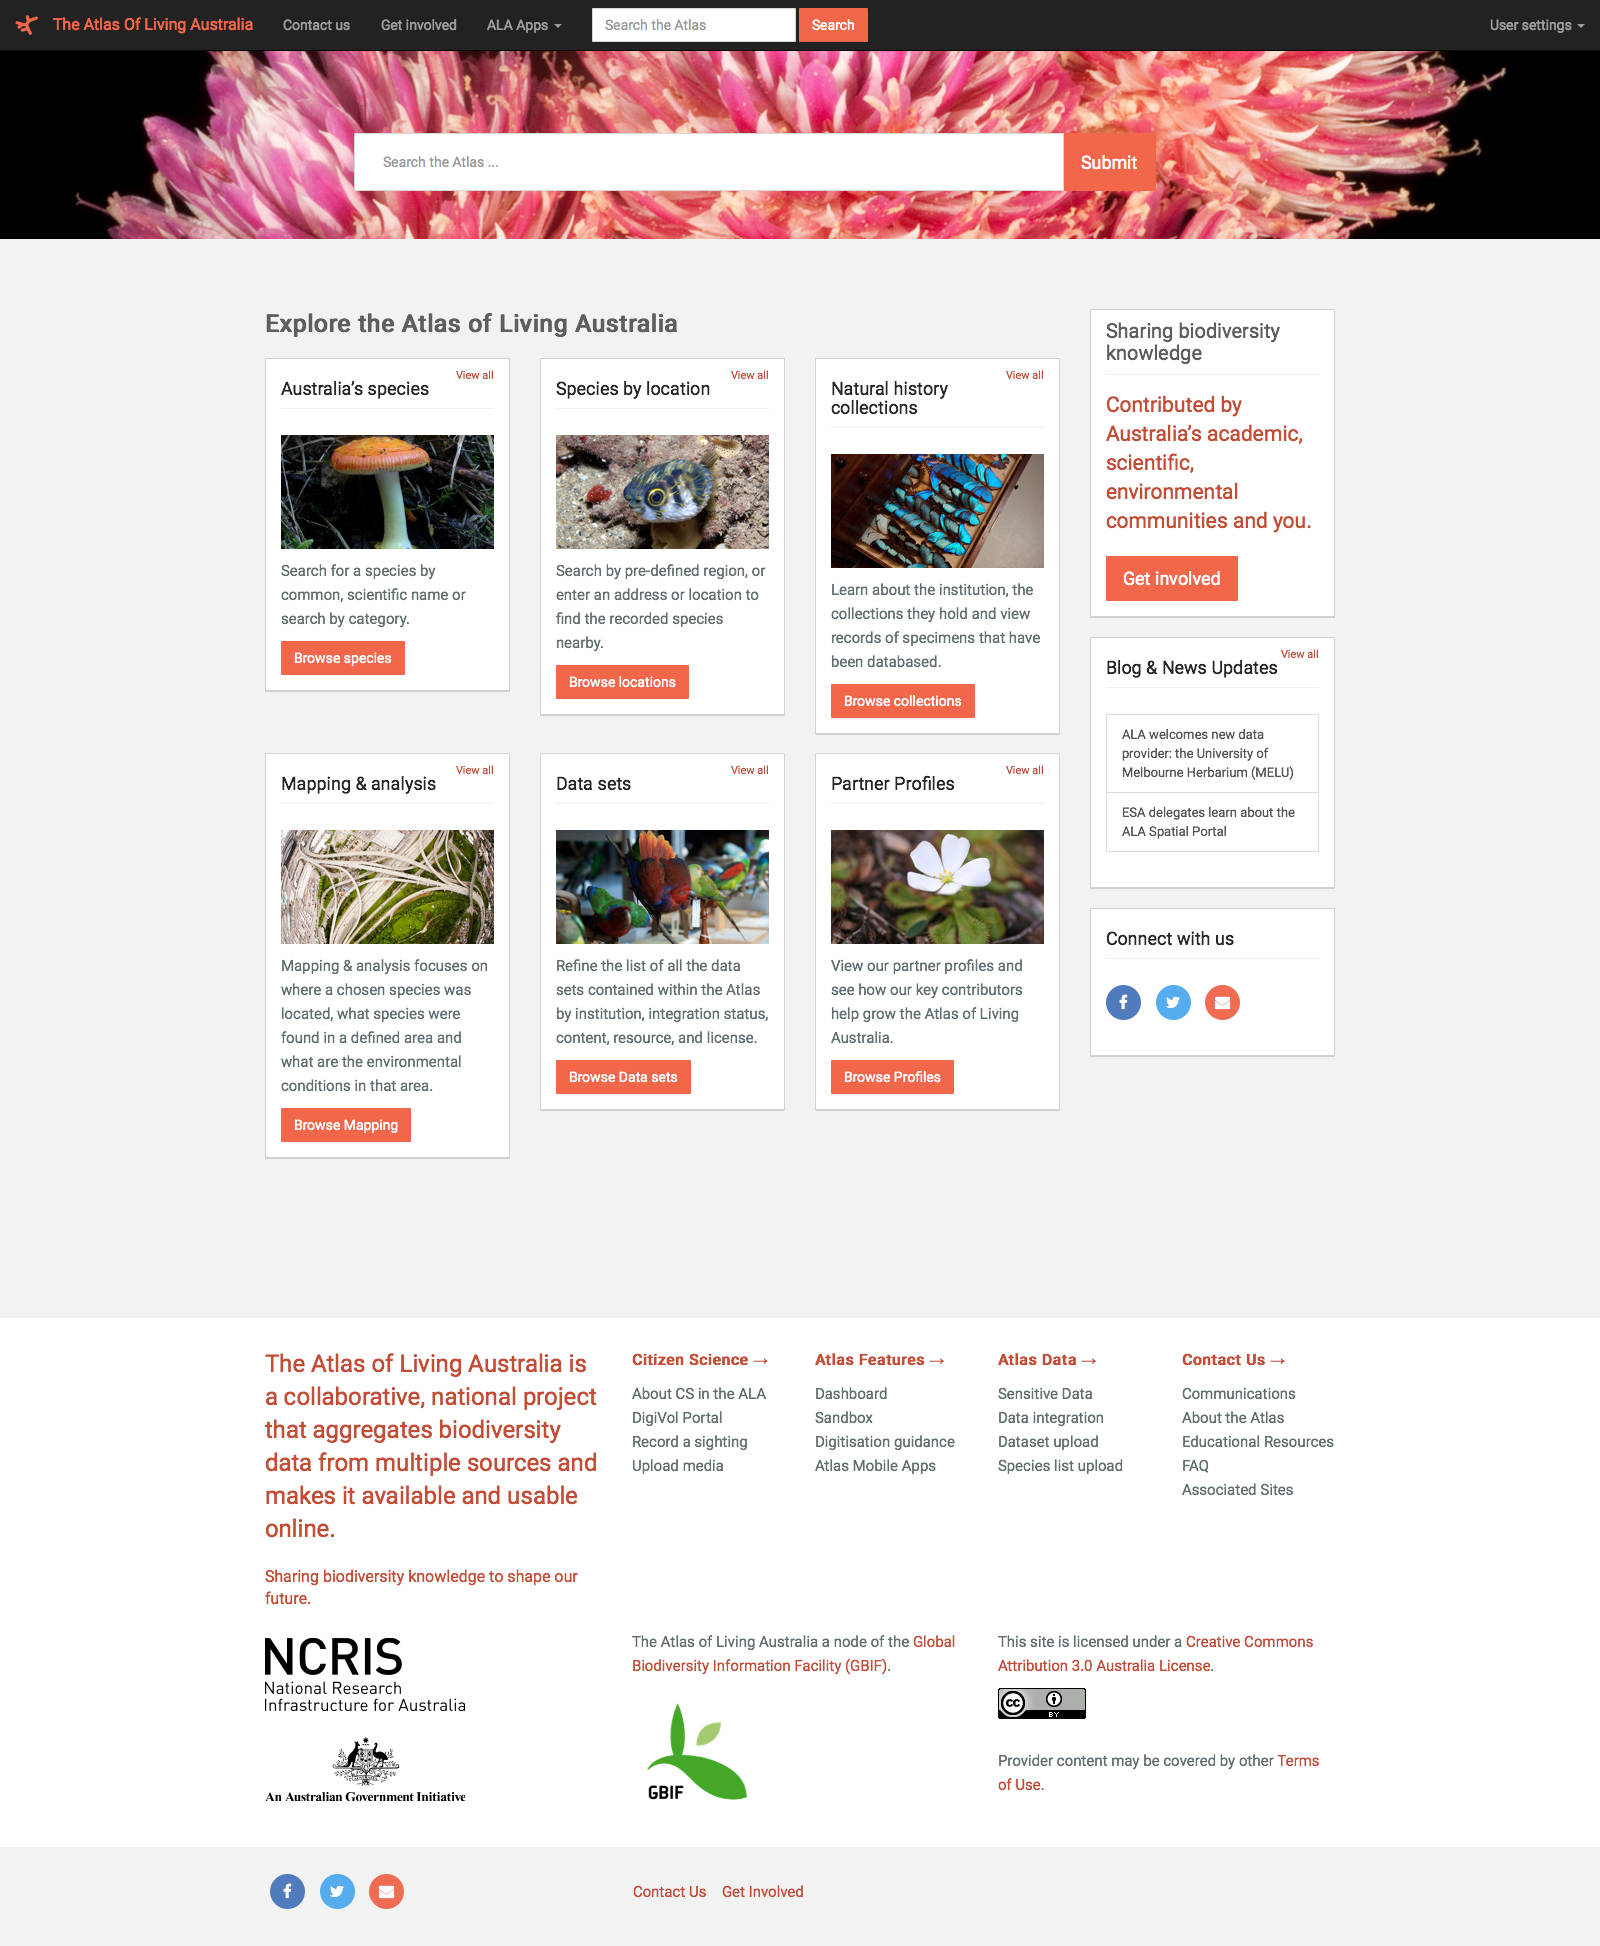 The Atlas Of Living Australia
Contact us
Get involved
ALA Apps
Search the Atlas
Search
User settings
Search the Atlas ...
Submit
Explore the Atlas of Living Australia
View all
Australia's species
Search for a species by
common, scientific name or
search by category.
Browse species
View all
Species by location
Search by pre-defined region, or
enter an address or location to
find the recorded species
nearby.
Browse locations
View all
Natural history
collections
Learn about the institution, the
collections they hold and view
records of specimens that have
been databased.
Browse collections
View all
Mapping & analysis
Mapping & analysis focuses on
where a chosen species was
located, what species were
found in a defined area and
what are the environmental
conditions in that area.
Browse Mapping
View all
Data sets
Refine the list of all the data
sets contained within the Atlas
by institution, integration status,
content, resource, and license.
Browse Data sets
View all
Partner Profiles
View our partner profiles and
see how our key contributors
help grow the Atlas of Living
Australia.
Browse Profiles
Sharing biodiversity
knowledge
Contributed by
Australia's academic,
scientific,
environmental
communities and you.
Get involved
View all
Blog & News Updates
ALA welcomes new data
provider: the University of
Melbourne Herbarium (MELU)
ESA delegates learn about the
ALA Spatial Portal
Connect with us
The Atlas of Living Australia is
a collaborative, national project
that aggregates biodiversity
data from multiple sources and
makes it available and usable
online.
Sharing biodiversity knowledge to shape our
future.
Citizen Science →
About CS in the ALA
DigiVol Portal
Record a sighting
Upload media
Atlas Features →
Dashboard
Sandbox
Digitisation guidance
Atlas Mobile Apps
Atlas Data →
Sensitive Data
Data integration
Dataset upload
Species list upload
Contact Us →
Communications
About the Atlas
Educational Resources
FAQ
Associated Sites
NCRIS
National Research
Infrastructure for Australia
An Australian Government Initiative
The Atlas of Living Australia a node of the Global
Biodiversity Information Facility (GBIF).
GBIF
This site is licensed under a Creative Commons
Attribution 3.0 Australia License.
cc
BY
Provider content may be covered by other Terms
of Use.
Contact Us
Get Involved